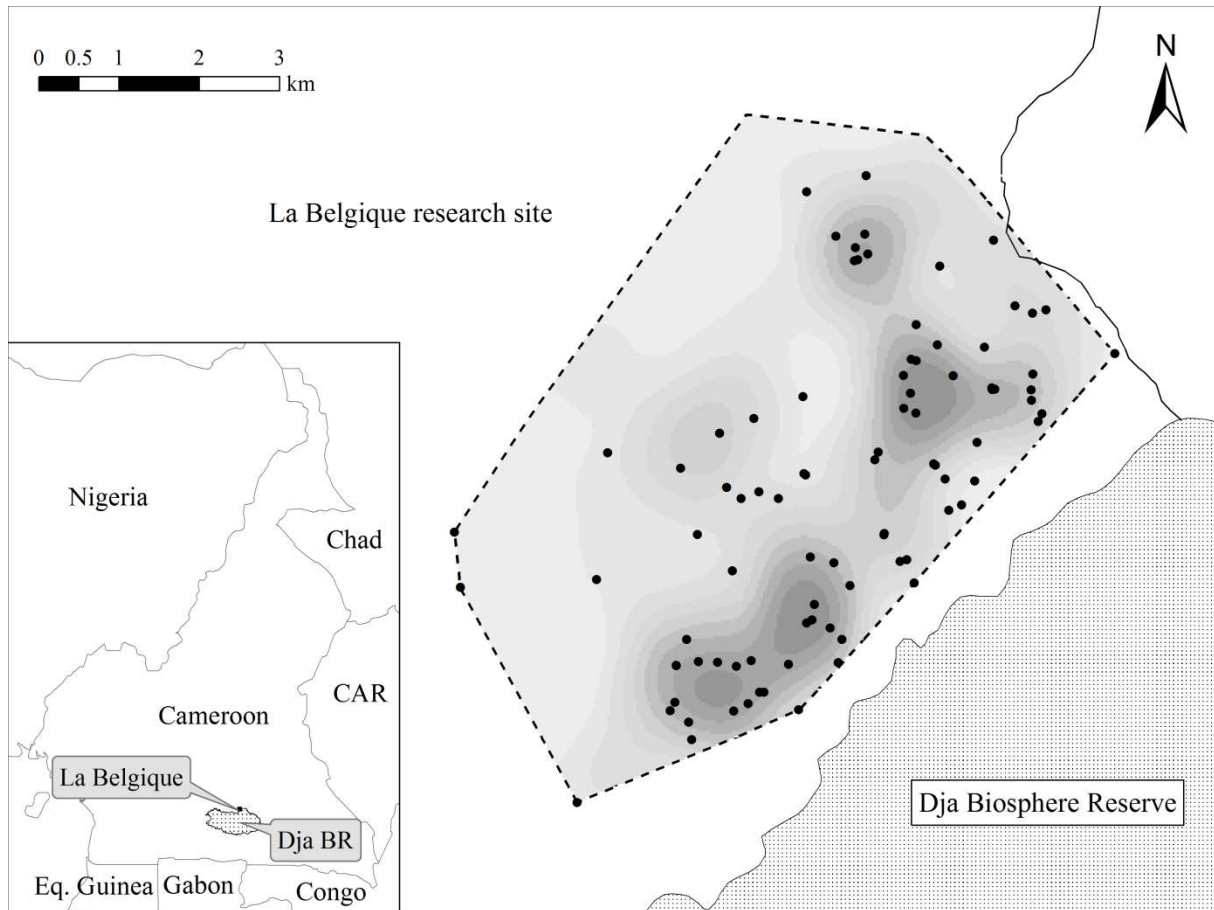 0 0.5 1 2 3
km
N
La Belgique research site
Nigeria
Chad
CAR
Cameroon
La Belgique
Dja BR
Eq. Guinea
Gabon
Congo
Dja Biosphere Reserve